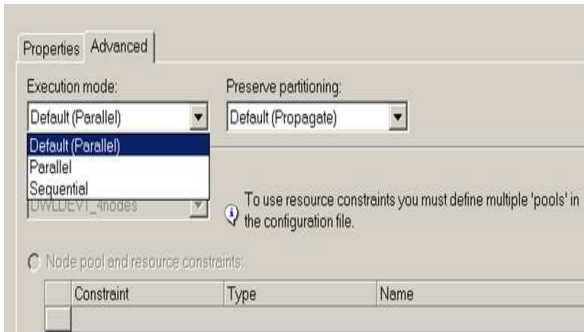 Properties Advanced
Execution mode: Preserve partitioning:
Default (Parallel) Default (Propagate)
Default (Parallel)
Parallel
Sequential
DWLDEV1_4nodes
To use resource constraints you must define multiple 'pools' in
the configuration file.
Node pool and resource constraints:
Constraint Type Name